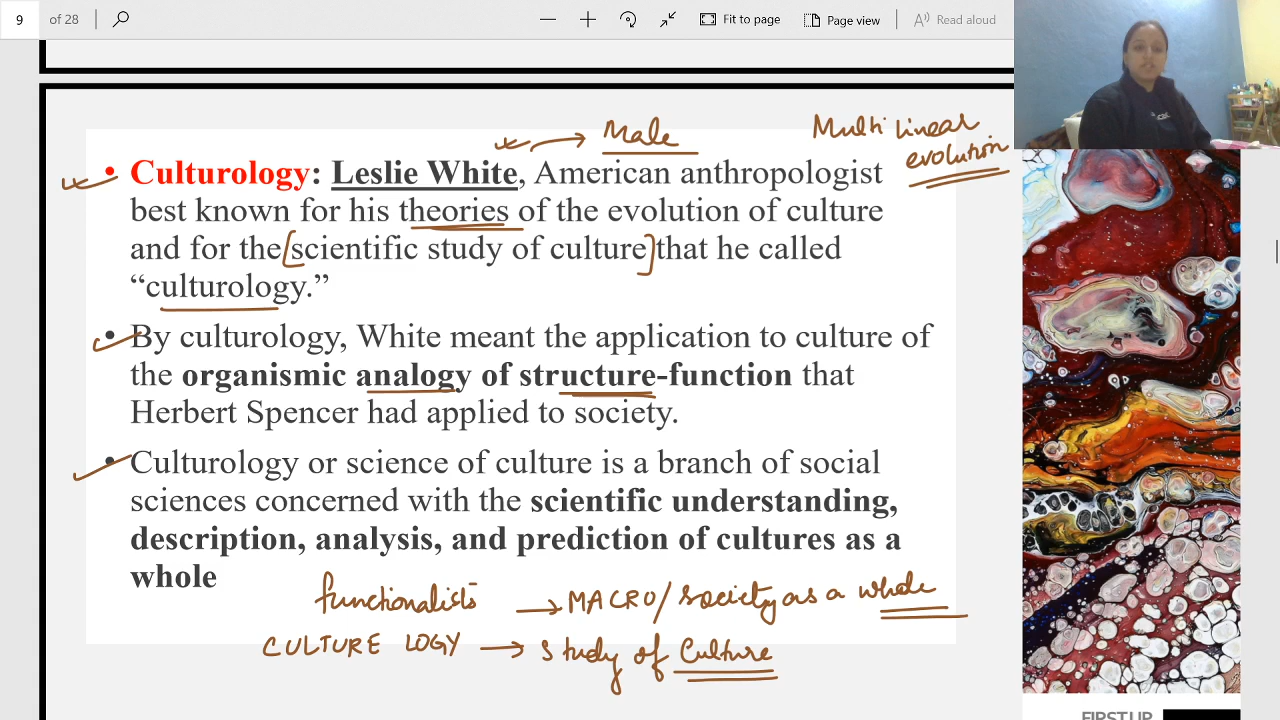 9 of 28 Fit to page Page view Read aloud
Male
Multi linear
evolution
• Culturology: Leslie White, American anthropologist
best known for his theories of the evolution of culture
and for the [scientific study of culture] that he called
“culturology.”
• By culturology, White meant the application to culture of
the organismic analogy of structure-function that
Herbert Spencer had applied to society.
• Culturology or science of culture is a branch of social
sciences concerned with the scientific understanding,
description, analysis, and prediction of cultures as a
whole
functionalists → MACRO/society as a whole
CULTURE LOGY → study of Culture
FIRSTUP